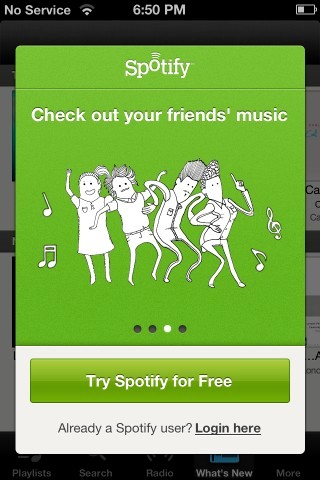 No Service 6:50 PM
Spotify
Check out your friends' music
Try Spotify for Free
Already a Spotify user? Login here
Playlists Search Radio What's New More